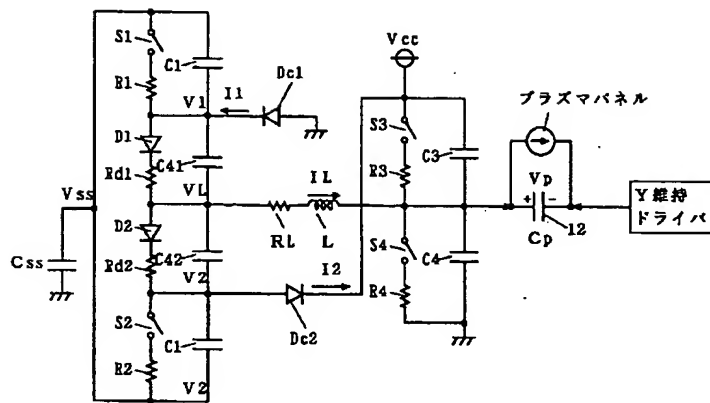 S1
C1
R1
V1
I1
Dc1
D1
Rd1
C41
Vss
VL
IL
RL
L
D2
Rd2
C42
V2
I2
Css
S2
C1
Dc2
R2
V2
Vcc
S3
C3
R3
S4
C4
R4
プラズマパネル
Vp
+
-
12
Cp
Y維持
ドライバ